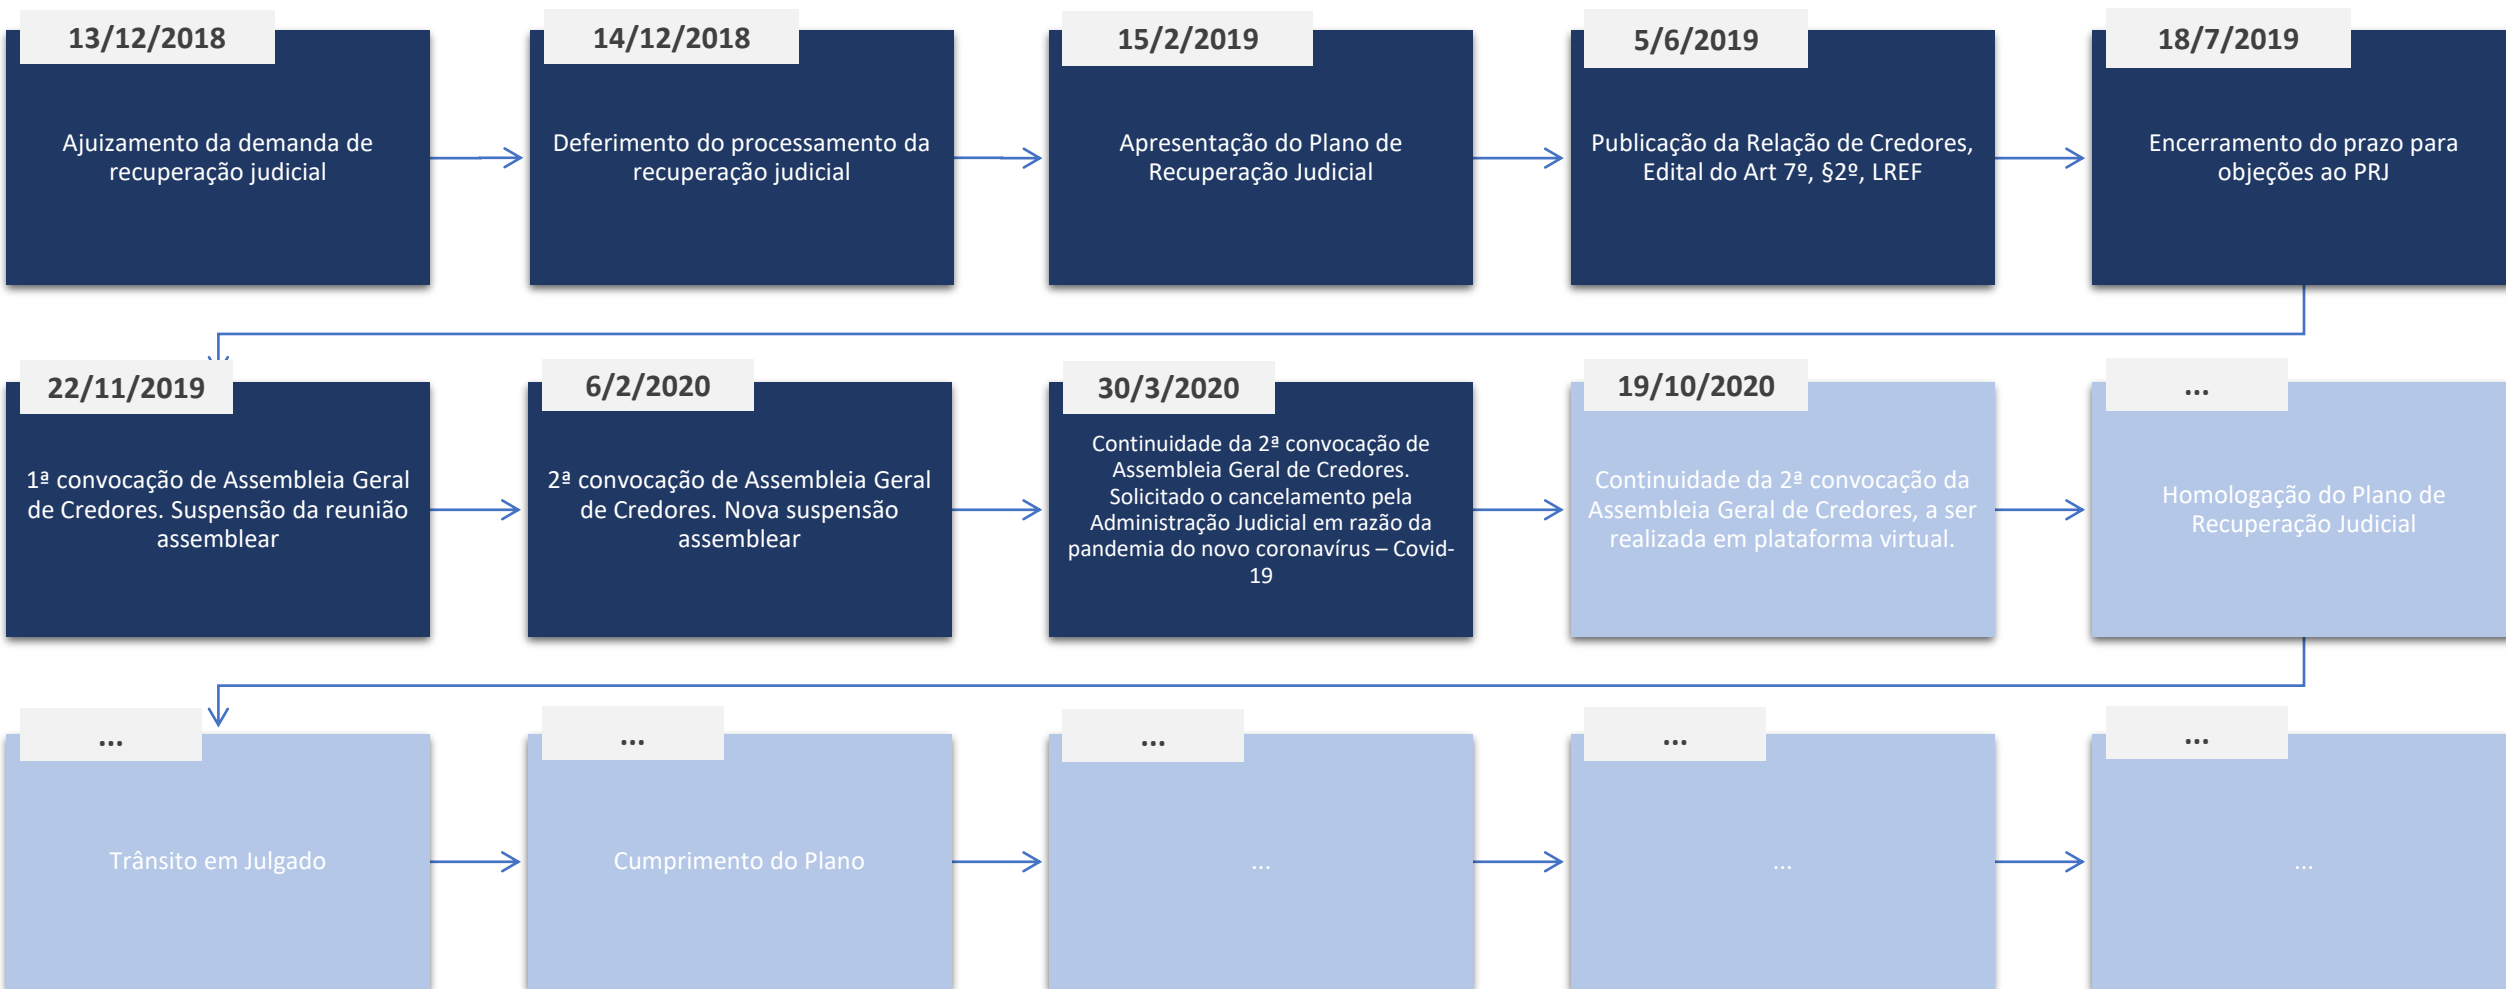 13/12/2018
Ajuizamento da demanda de
recuperação judicial
14/12/2018
Deferimento do processamento da
recuperação judicial
15/2/2019
Apresentação do Plano de
Recuperação Judicial
5/6/2019
Publicação da Relação de Credores,
Edital do Art 7º, §2º, LREF
18/7/2019
Encerramento do prazo para
objeções ao PRJ
22/11/2019
1ª convocação de Assembleia Geral
de Credores. Suspensão da reunião
assemblear
6/2/2020
2ª convocação de Assembleia Geral
de Credores. Nova suspensão
assemblear
30/3/2020
Continuidade da 2ª convocação de
Assembleia Geral de Credores.
Solicitado o cancelamento pela
Administração Judicial em razão da
pandemia do novo coronavírus – Covid-
19
19/10/2020
Continuidade da 2ª convocação da
Assembleia Geral de Credores, a ser
realizada em plataforma virtual.
...
Homologação do Plano de
Recuperação Judicial
...
Trânsito em Julgado
...
Cumprimento do Plano
...
...
...
...
...
...